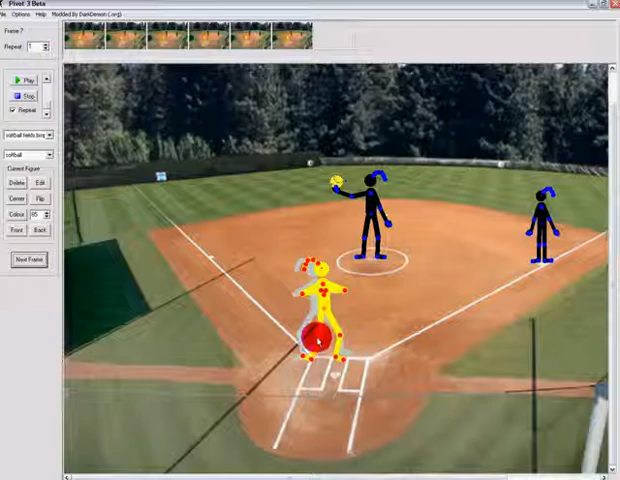 Pivot 3 Beta
File Options Help Modded By DarkDemon (.org)
Frame 7
Repeat: 1
Play
Stop
Repeat
softball fields.bmp
softball
Current Figure
Delete Edit
Center Flip
Colour 85
Front Back
Next Frame